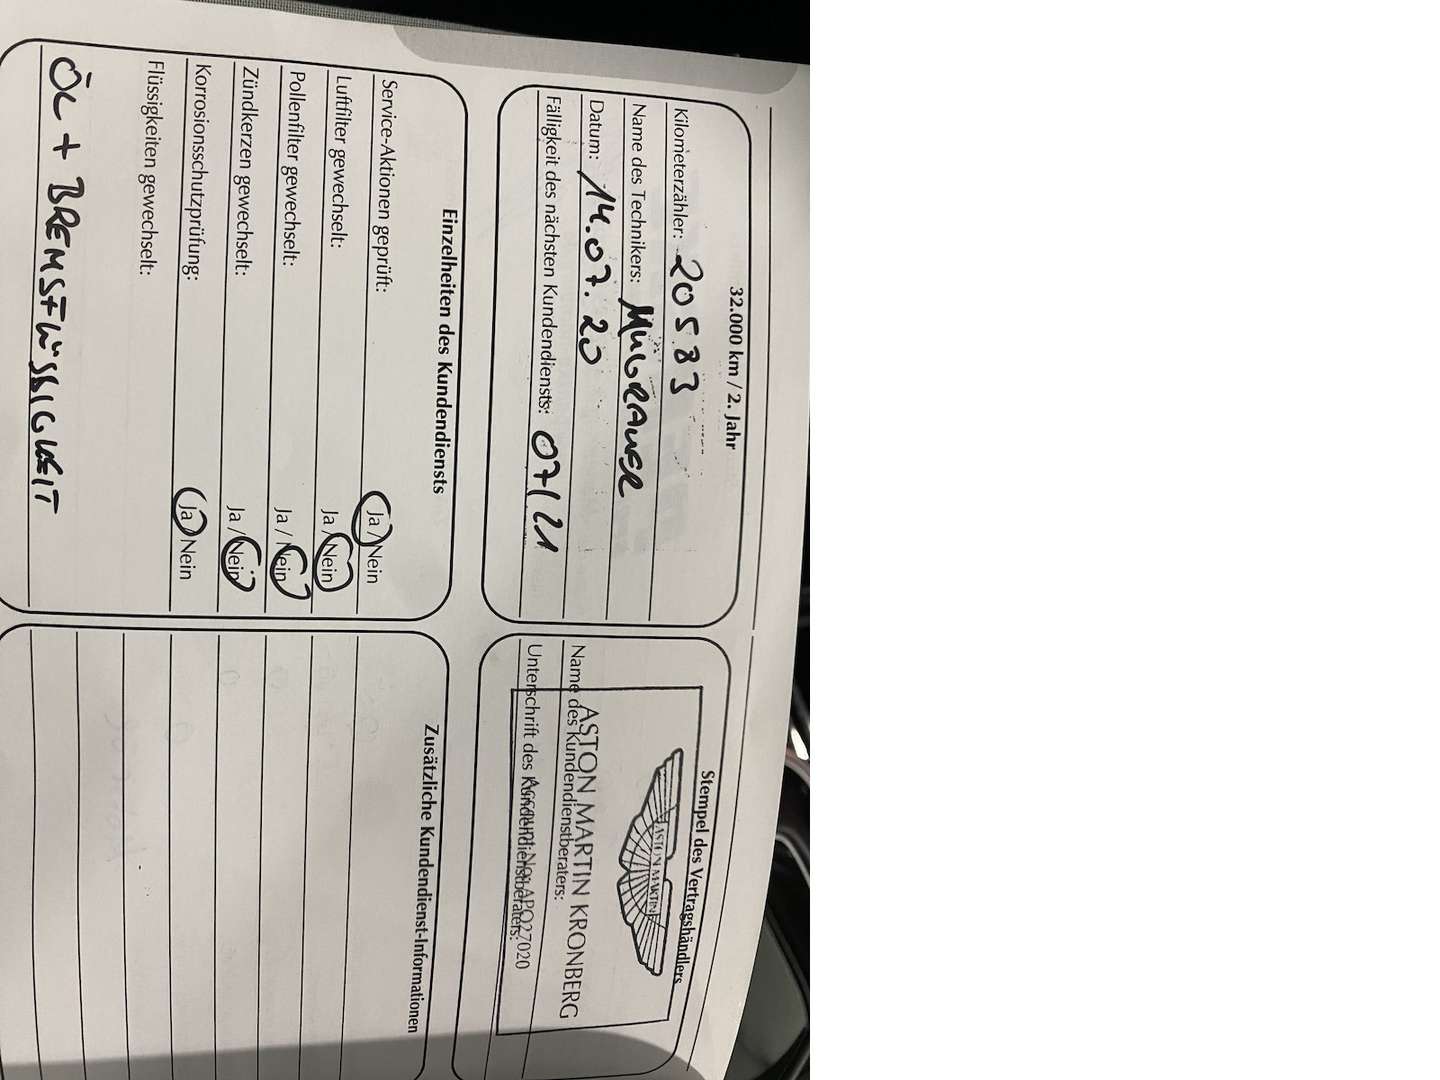 32.000 km / 2. Jahr
Kilometerzähler: 20583
Name des Technikers:
Datum: 14.07.20
Fälligkeit des nächsten Kundendiensts: 07/21
Stempel des Vertragshändlers
ASTON MARTIN
ASTON MARTIN KRONBERG
Name des Kundendienstberaters:
Account No: APO27020
Unterschrift des Kundendienstberaters:
Einzelheiten des Kundendiensts
Service-Aktionen geprüft: Ja / Nein
Luftfilter gewechselt: Ja / Nein
Pollenfilter gewechselt: Ja / Nein
Zündkerzen gewechselt: Ja / Nein
Korrosionsschutzprüfung: Ja / Nein
Flüssigkeiten gewechselt:
ÖL + BREMSFLÜSSIGKEIT
Zusätzliche Kundendienst-Informationen